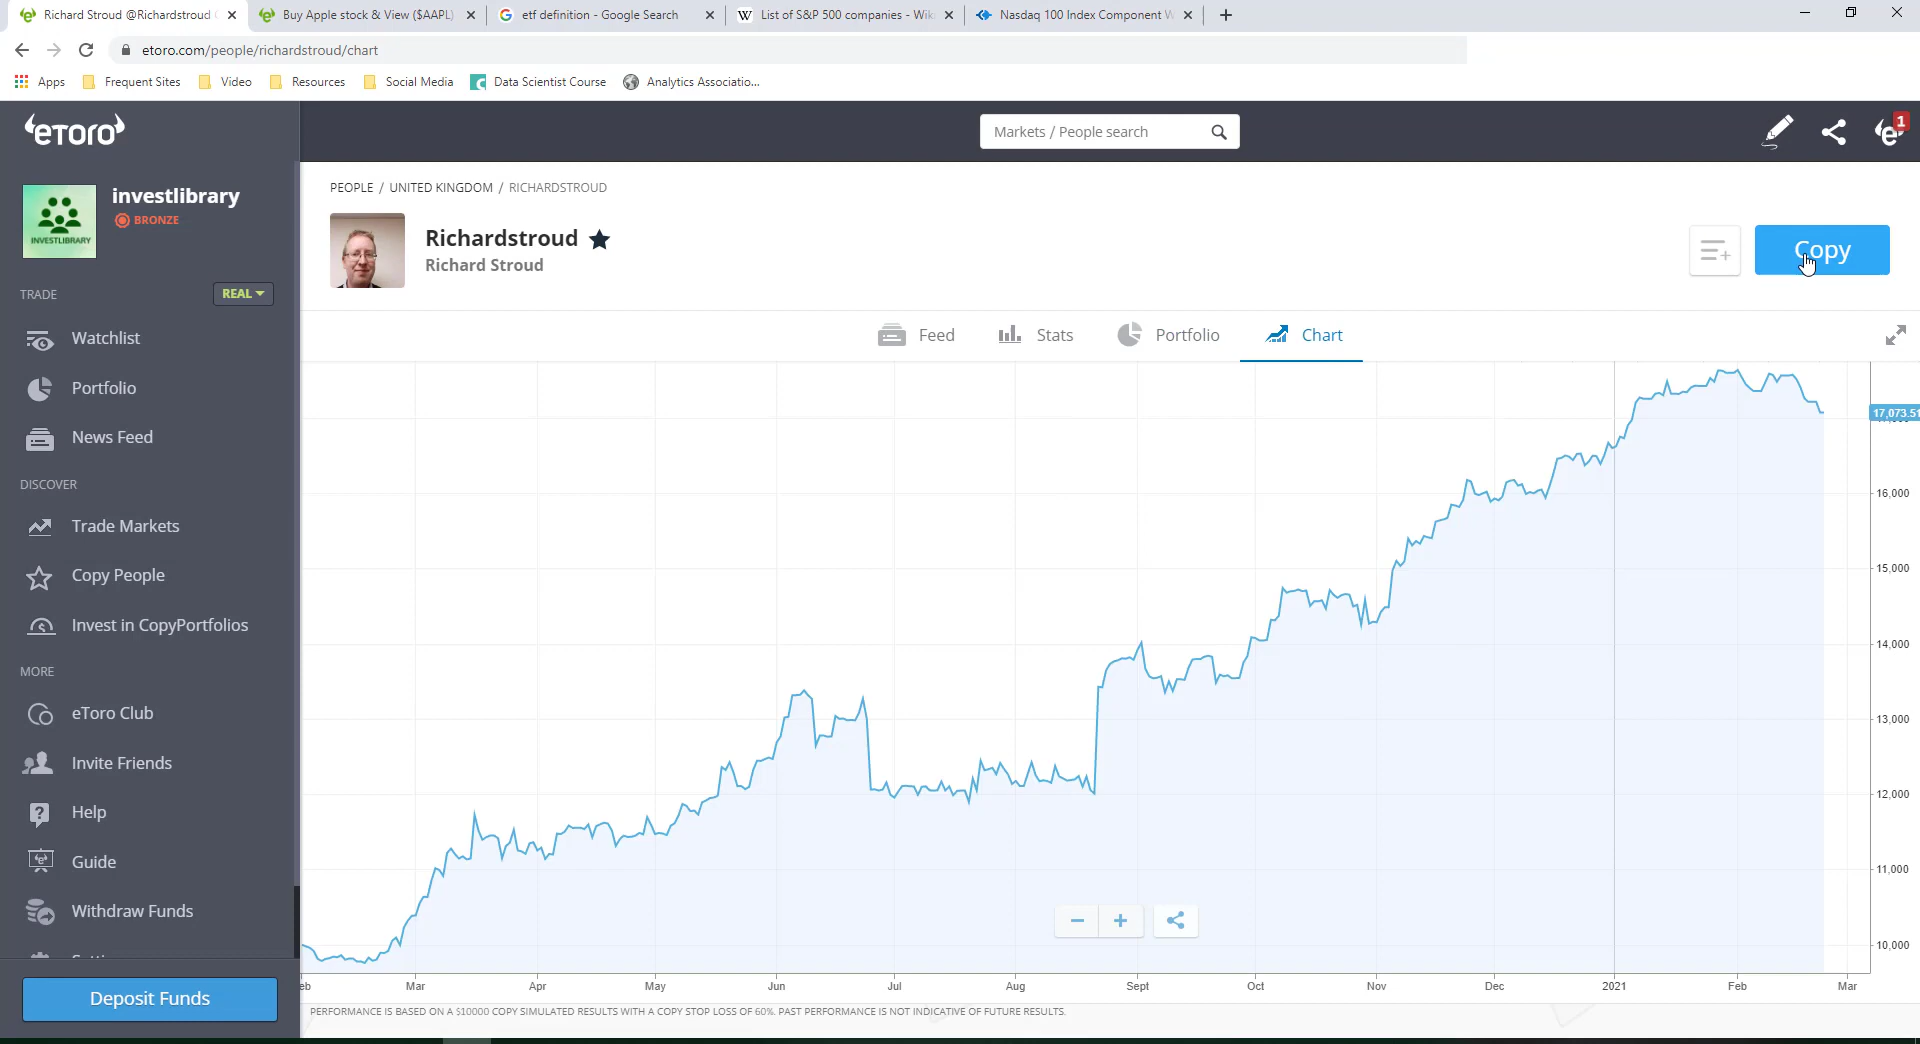 Richard Stroud @Richardstroud
Buy Apple stock & View ($AAPL)
etf definition - Google Search
List of S&P 500 companies - Wik
Nasdaq 100 Index Component W
etoro.com/people/richardstroud/chart
Apps
Frequent Sites
Video
Resources
Social Media
Data Scientist Course
Analytics Associatio...
eToro
Markets / People search
1
INVESTLIBRARY
investlibrary
BRONZE
PEOPLE / UNITED KINGDOM / RICHARDSTROUD
Richardstroud
Richard Stroud
Copy
TRADE
REAL
Watchlist
Portfolio
News Feed
DISCOVER
Trade Markets
Copy People
Invest in CopyPortfolios
MORE
eToro Club
Invite Friends
Help
Guide
Withdraw Funds
Deposit Funds
Feed
Stats
Portfolio
Chart
17,073.51
16,000
15,000
14,000
13,000
12,000
11,000
10,000
eb
Mar
Apr
May
Jun
Jul
Aug
Sept
Oct
Nov
Dec
2021
Feb
Mar
PERFORMANCE IS BASED ON A $10000 COPY SIMULATED RESULTS WITH A COPY STOP LOSS OF 60%. PAST PERFORMANCE IS NOT INDICATIVE OF FUTURE RESULTS.